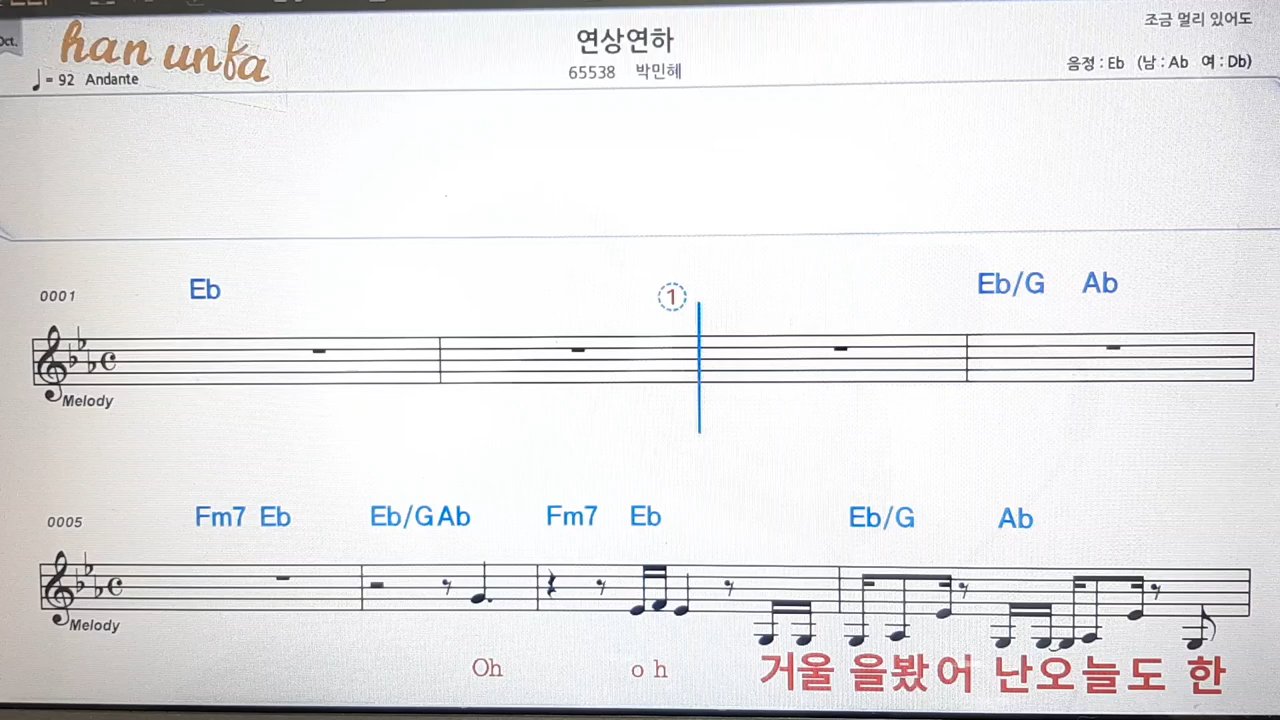 Oct.
han unba
♩= 92 Andante
연상연하
65538 박민혜
조금 멀리 있어도
음정 : Eb (남 : Ab 여 : Db)
0001 Eb ① Eb/G Ab
Melody
0005 Fm7 Eb Eb/G Ab Fm7 Eb Eb/G Ab
Melody
Oh o h 거울 을봤어 난오늘도 한